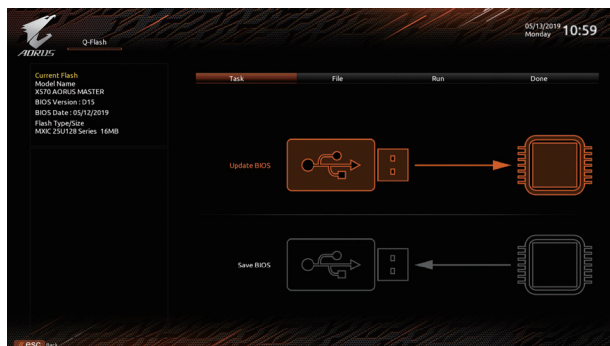 AORUS
Q-Flash
05/13/2019
Monday
10:59
Current Flash
Model Name
X570 AORUS MASTER
BIOS Version : D15
BIOS Date : 05/12/2019
Flash Type/Size
MXIC 25U128 Series 16MB
Task File Run Done
Update BIOS
Save BIOS
esc Back